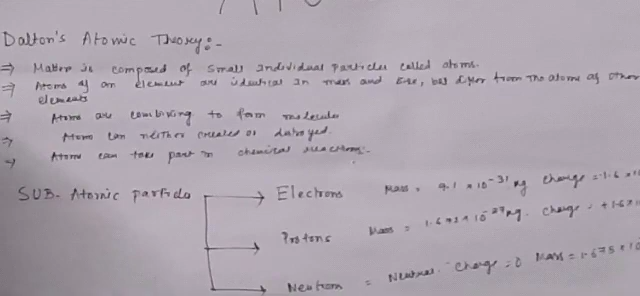 Dalton's Atomic Theory:-
⇒ Matter is composed of small individual particles called atoms.
⇒ Atoms of an element are identical in mass and size, but differ from the atoms of other
elements
⇒ Atoms are combining to form molecules
⇒ Atoms can neither created or destroyed.
⇒ Atoms can take part in chemical reactions.
SUB-Atomic particles → Electrons Mass = 9.1 x 10⁻³¹ kg Charge = -1.6 x 10
→ Protons Mass = kg. Charge = +1.6 x
→ Neutrons = Neutral. Charge = 0 Mass = 1.675 x 10